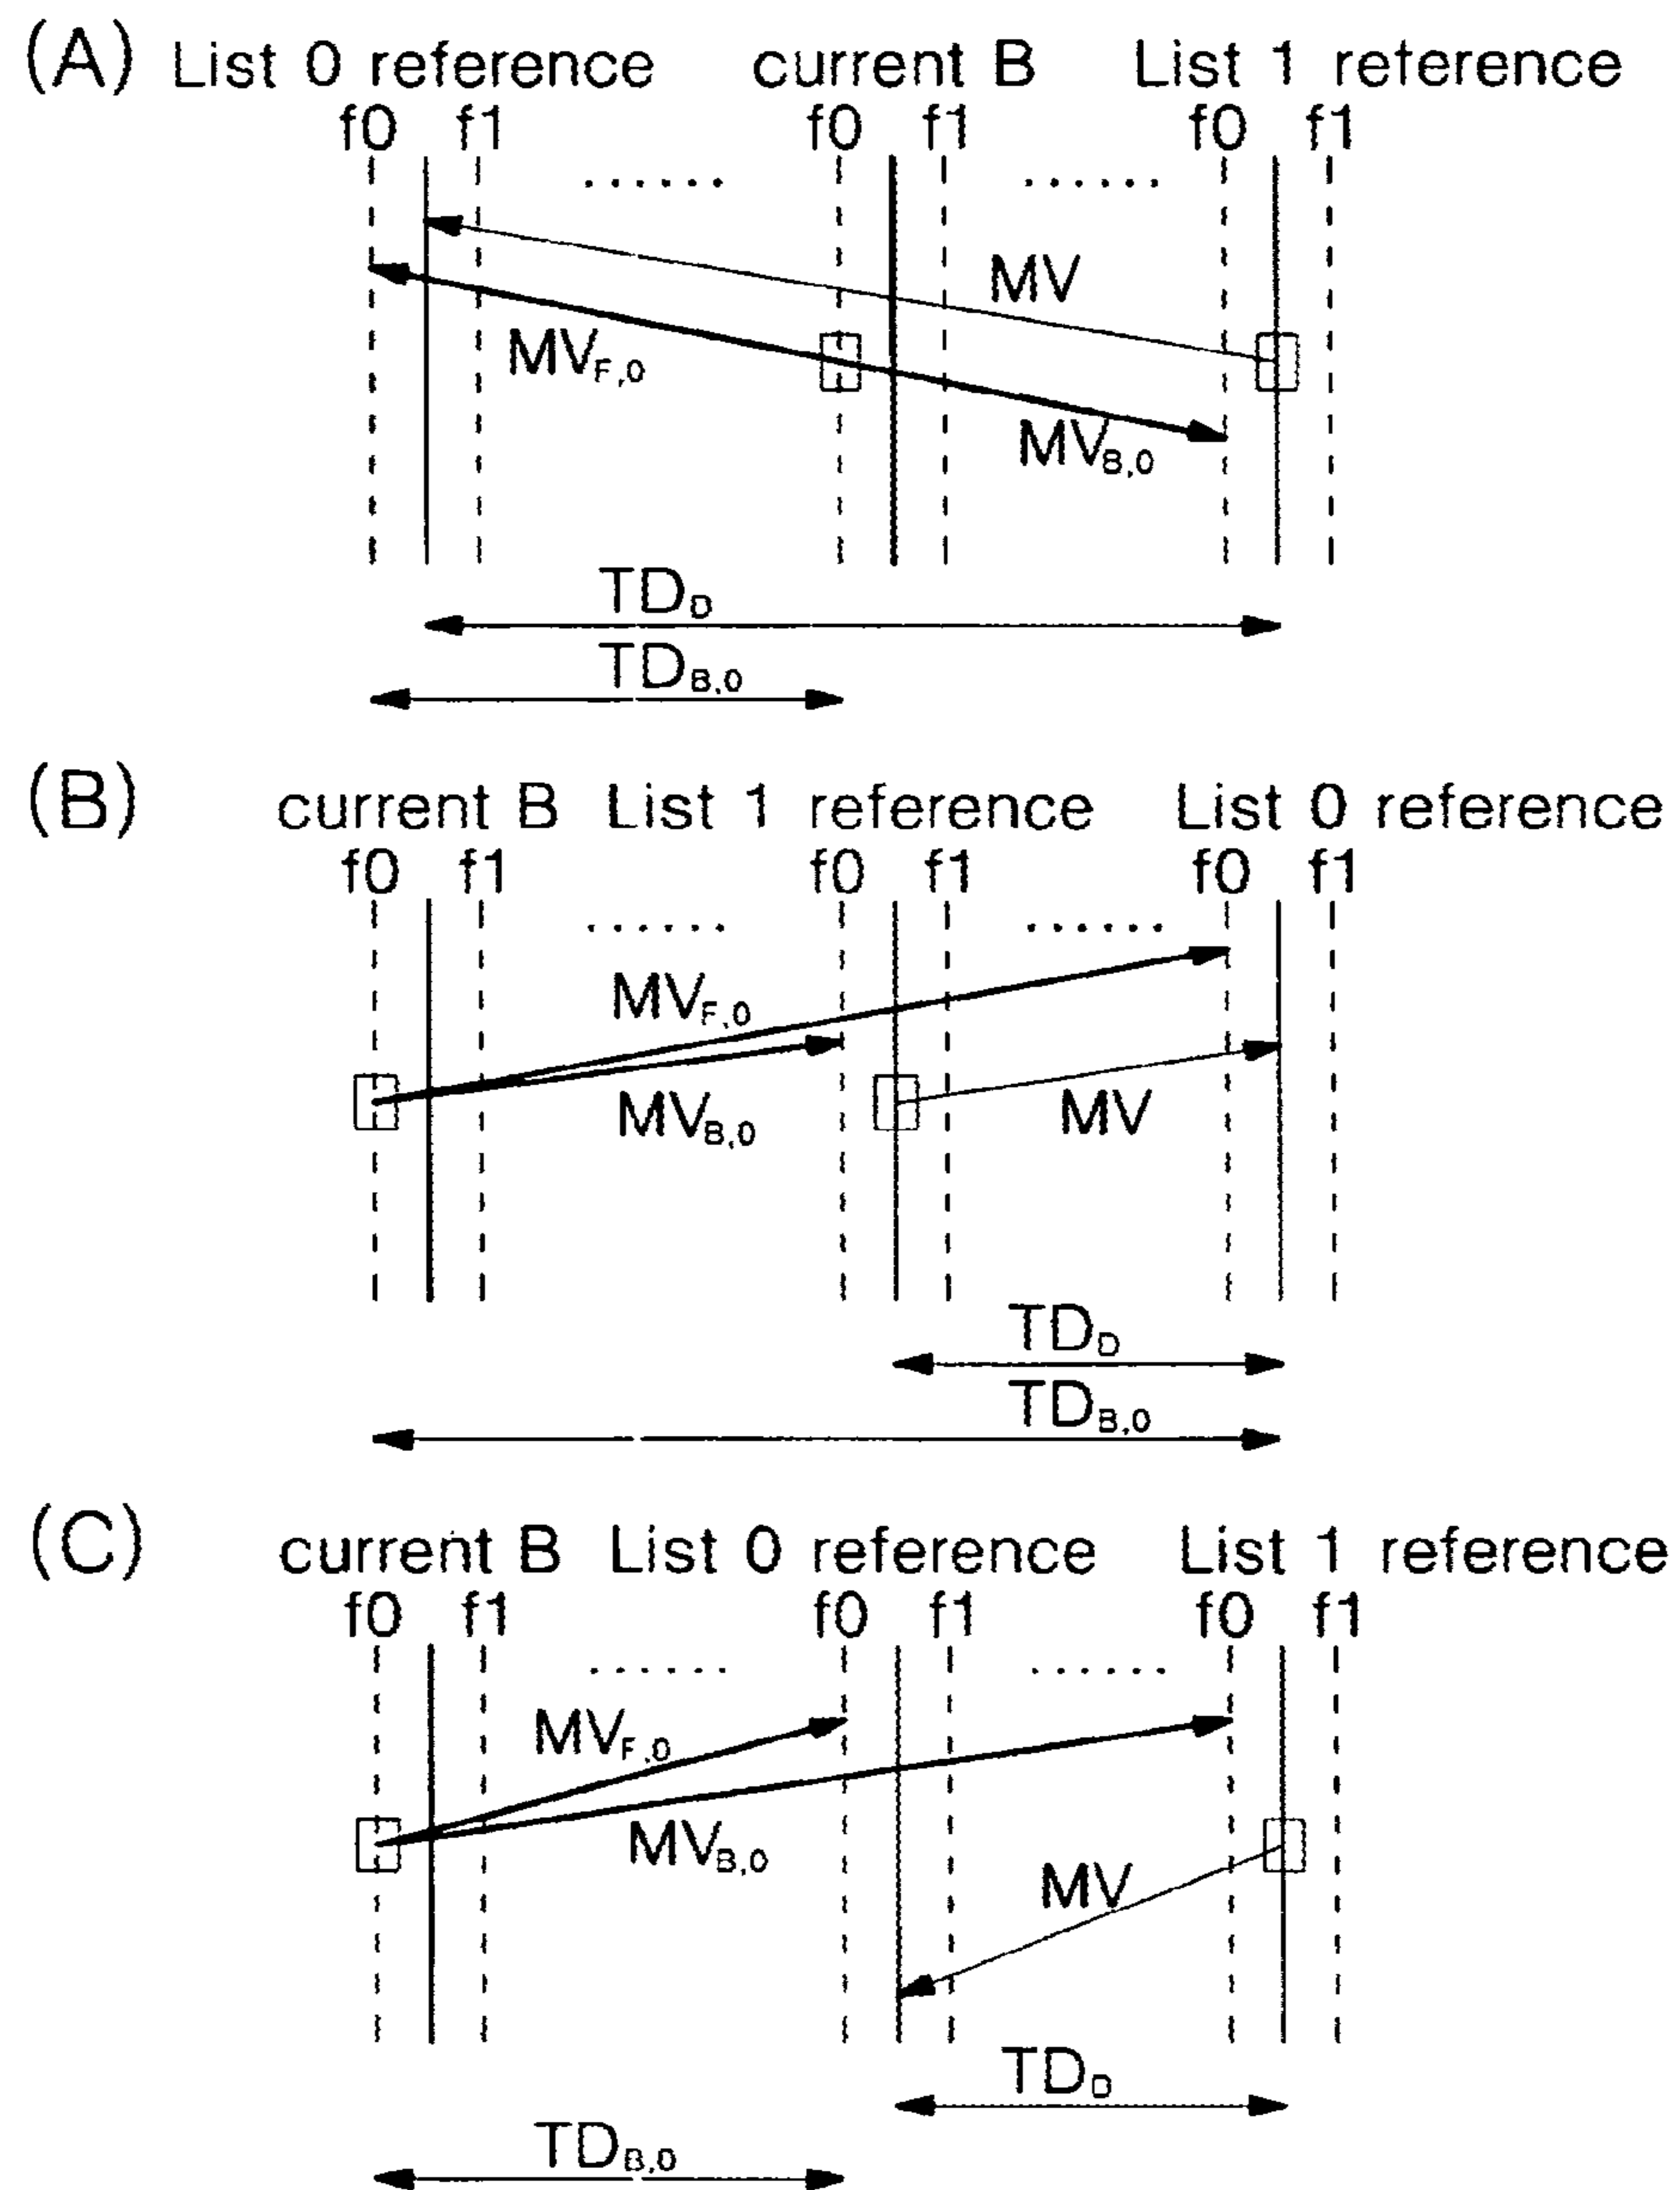 (A) List 0 reference current B List 1 reference
f0 f1 f0 f1 f0 f1
......  ......
MV
MVF,0
MVB,0
TDD
TDB,0
(B) current B List 1 reference List 0 reference
f0 f1 f0 f1 f0 f1
......  ......
MVF,0
MVB,0 MV
TDD
TDB,0
(C) current B List 0 reference List 1 reference
f0 f1 f0 f1 f0 f1
......  ......
MVF,0
MVB,0
MV
TDD
TDB,0